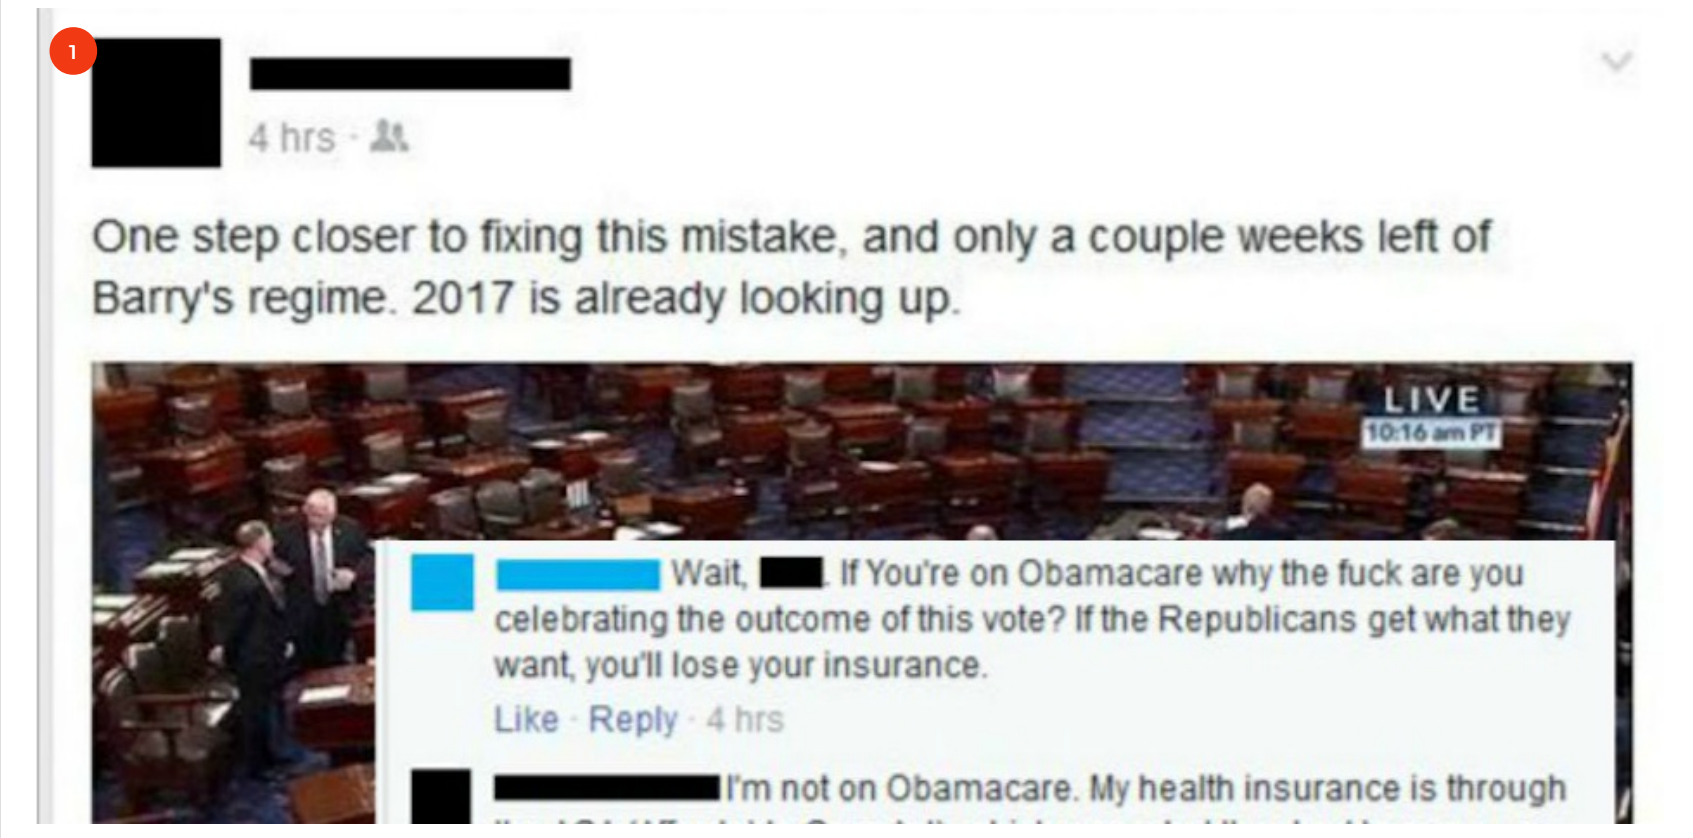 1
4 hrs ·
One step closer to fixing this mistake, and only a couple weeks left of
Barry's regime. 2017 is already looking up.
LIVE
10:16 am PT
Wait, . If You're on Obamacare why the fuck are you
celebrating the outcome of this vote? If the Republicans get what they
want, you'll lose your insurance.
Like · Reply · 4 hrs
I'm not on Obamacare. My health insurance is through